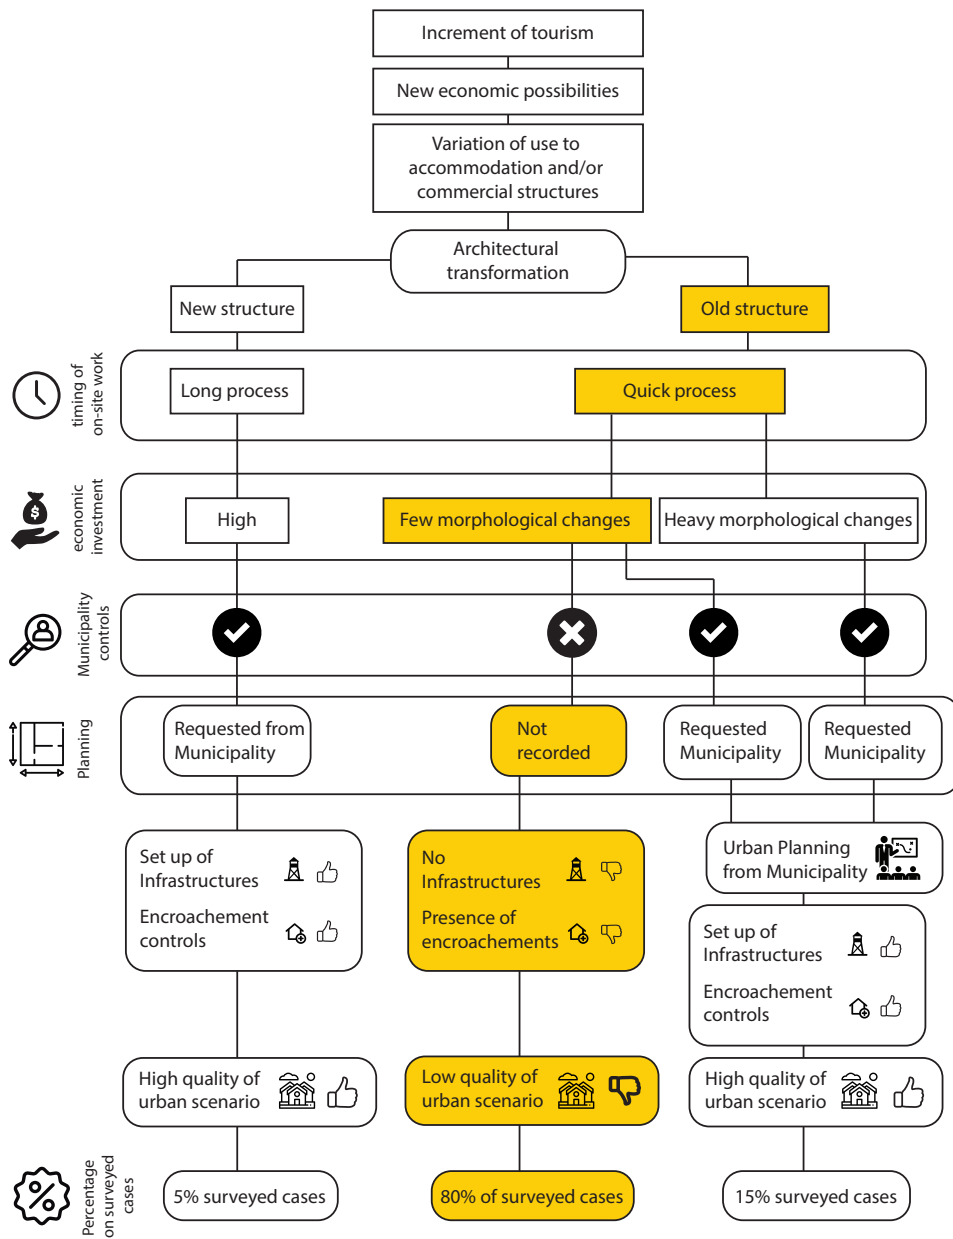 Increment of tourism
New economic possibilities
Variation of use to
accommodation and/or
commercial structures
Architectural
transformation
New structure
Old structure
timing of
on-site work
Long process
Quick process
economic
investment
$
High
Few morphological changes
Heavy morphological changes
Municipality
controls
Planning
Requested from
Municipality
Not
recorded
Requested
Municipality
Requested
Municipality
Set up of
Infrastructures
Encroachement
controls
No
Infrastructures
Presence of
encroachements
Urban Planning
from Municipality
Set up of
Infrastructures
Encroachement
controls
High quality of
urban scenario
Low quality of
urban scenario
High quality of
urban scenario
%
Percentage
on surveyed
cases
5% surveyed cases
80% of surveyed cases
15% surveyed cases